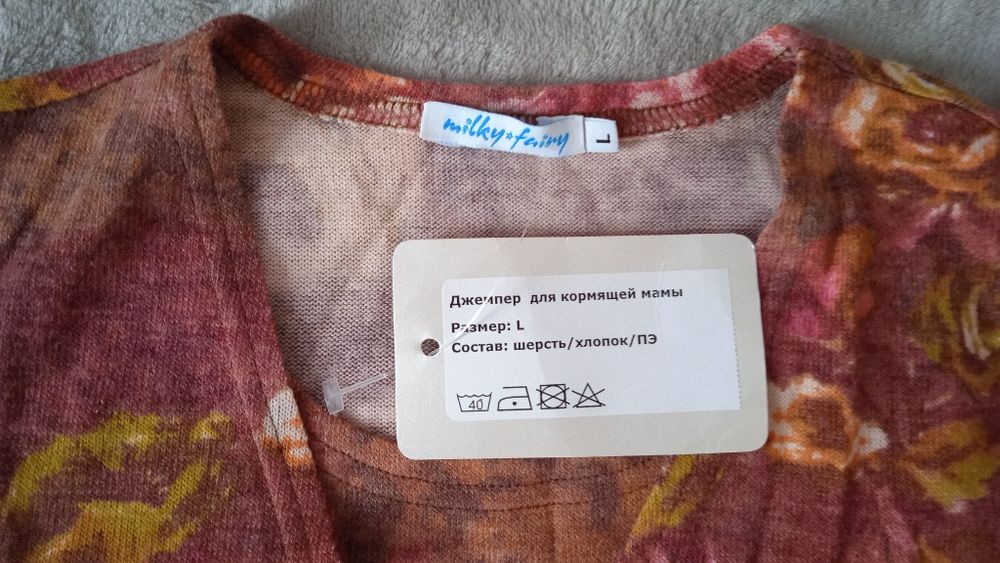 milky★fairy
L
Джемпер для кормящей мамы
Размер: L
Состав: шерсть/хлопок/ПЭ
40